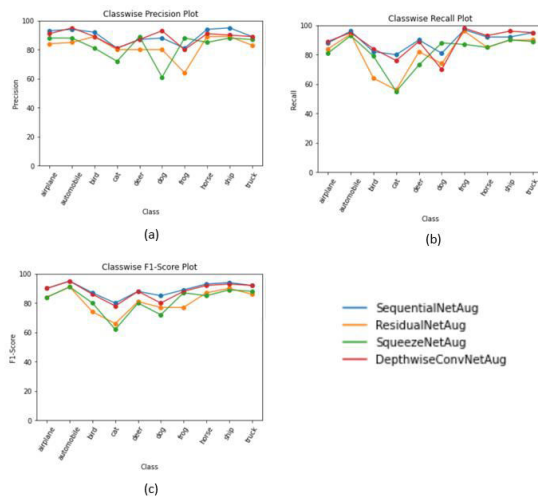 Classwise Precision Plot
100
80
60
40
20
0
Precision
airplane
automobile
bird
cat
deer
dog
frog
horse
ship
truck
Class
(a)
Classwise Recall Plot
100
80
60
40
20
0
Recall
airplane
automobile
bird
cat
deer
dog
frog
horse
ship
truck
Class
(b)
Classwise F1-Score Plot
100
80
60
40
20
0
F1-Score
airplane
automobile
bird
cat
deer
dog
frog
horse
ship
truck
Class
(c)
SequentialNetAug
ResidualNetAug
SqueezeNetAug
DepthwiseConvNetAug